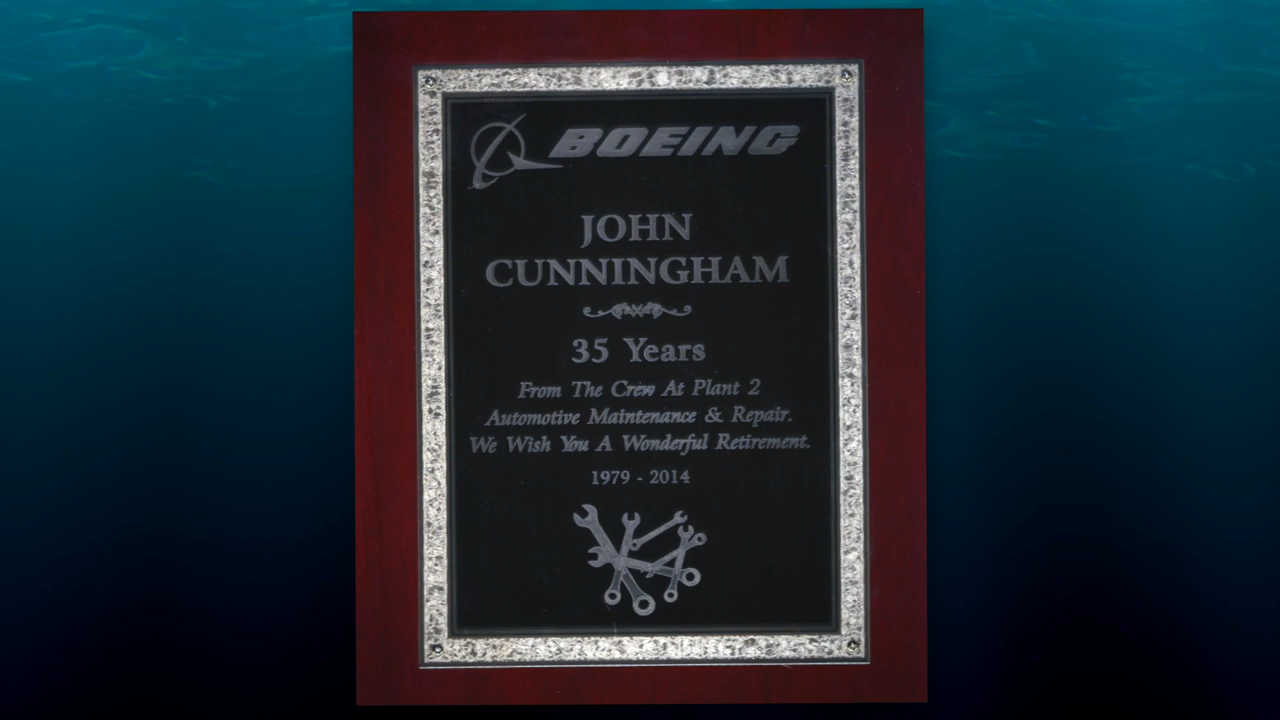 BOEING
JOHN
CUNNINGHAM
35 Years
From The Crew At Plant 2
Automotive Maintenance & Repair.
We Wish You A Wonderful Retirement.
1979 - 2014